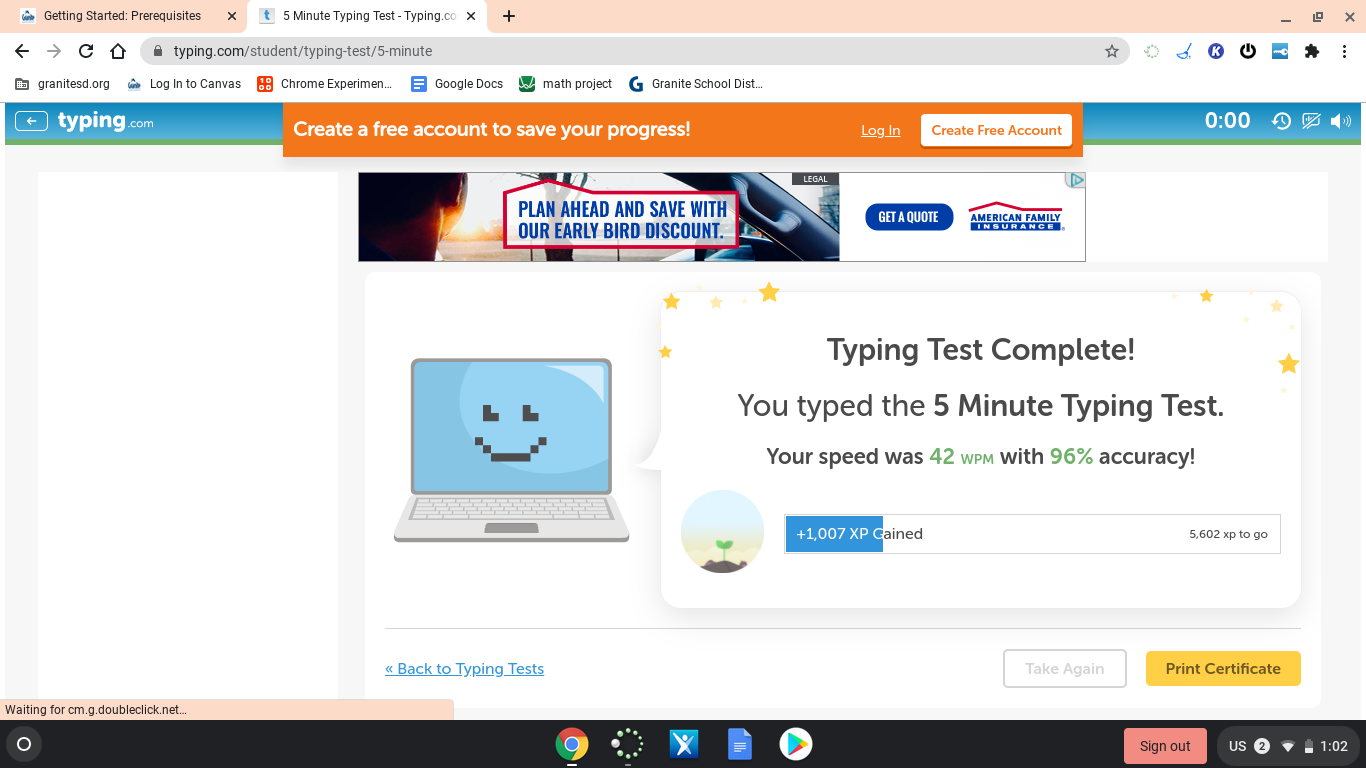 Getting Started: Prerequisites
5 Minute Typing Test - Typing.co
typing.com/student/typing-test/5-minute
granitesd.org
Log In to Canvas
Chrome Experimen...
Google Docs
math project
Granite School Dist...
typing.com
Create a free account to save your progress!
Log In
Create Free Account
0:00
LEGAL
PLAN AHEAD AND SAVE WITH
OUR EARLY BIRD DISCOUNT.
GET A QUOTE
AMERICAN FAMILY
INSURANCE®
Typing Test Complete!
You typed the 5 Minute Typing Test.
Your speed was 42 WPM with 96% accuracy!
+1,007 XP Gained
5,602 xp to go
« Back to Typing Tests
Take Again
Print Certificate
Waiting for cm.g.doubleclick.net...
Sign out
US 2 1:02